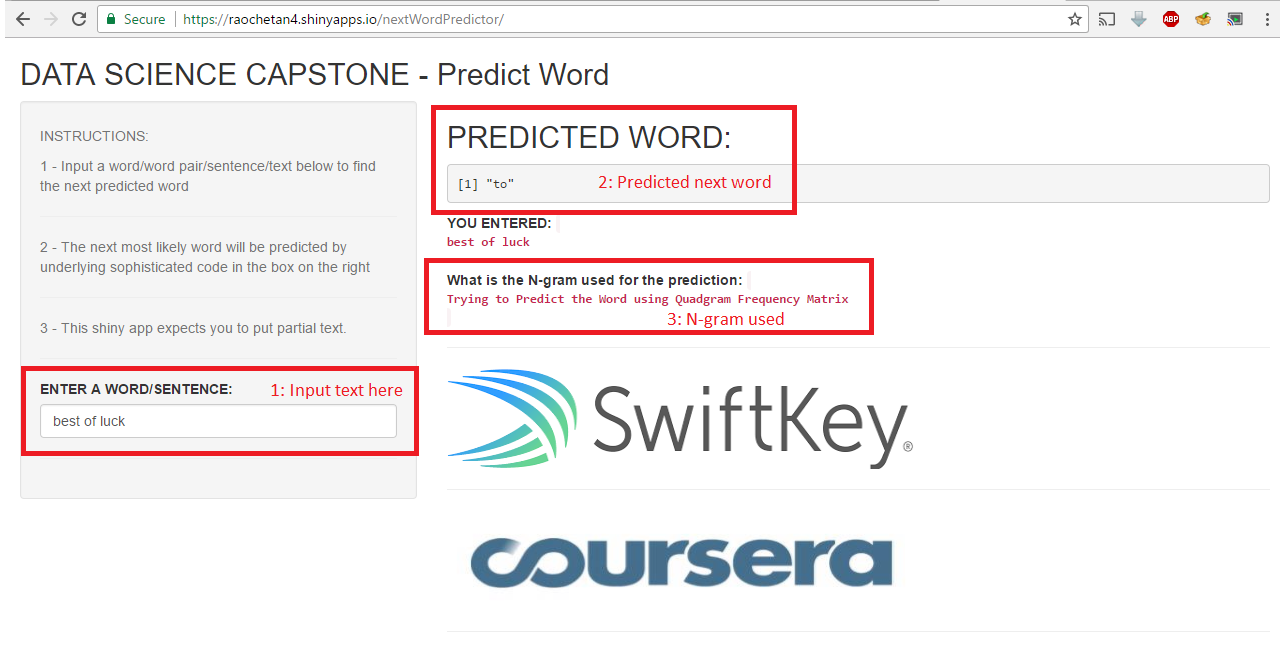 Secure https://raochetan4.shinyapps.io/nextWordPredictor/
ABP
DATA SCIENCE CAPSTONE - Predict Word
INSTRUCTIONS:
1 - Input a word/word pair/sentence/text below to find
the next predicted word
2 - The next most likely word will be predicted by
underlying sophisticated code in the box on the right
3 - This shiny app expects you to put partial text.
ENTER A WORD/SENTENCE: 1: Input text here
best of luck
PREDICTED WORD:
[1] "to" 2: Predicted next word
YOU ENTERED:
best of luck
What is the N-gram used for the prediction:
Trying to Predict the Word using Quadgram Frequency Matrix
3: N-gram used
SwiftKey®
coursera